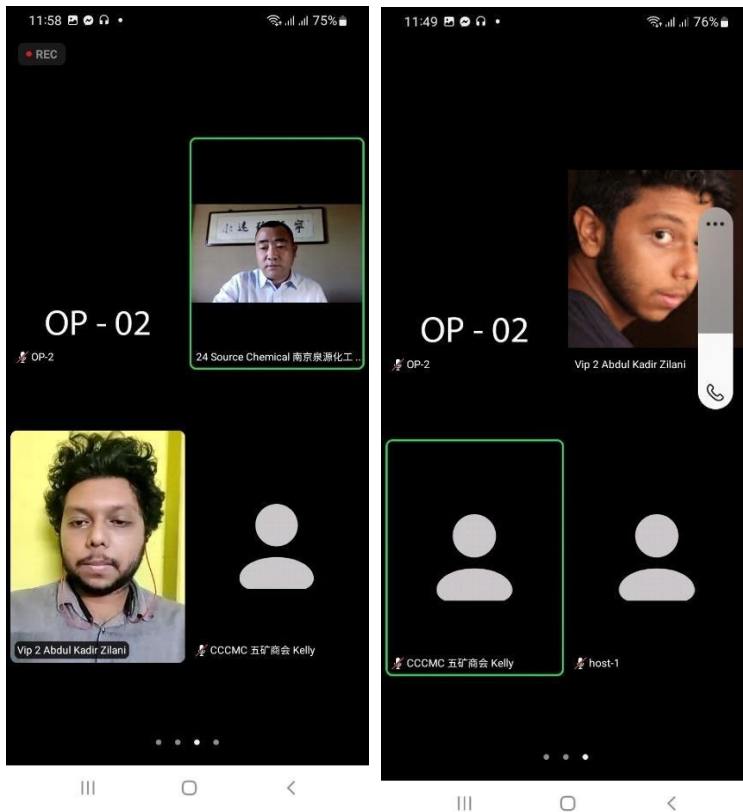 11:58
75%
REC
OP - 02
OP-2
24 Source Chemical 南京泉源化工 ..
Vip 2 Abdul Kadir Zilani
CCCMC 五矿商会 Kelly
11:49
76%
OP - 02
OP-2
Vip 2 Abdul Kadir Zilani
CCCMC 五矿商会 Kelly
host-1